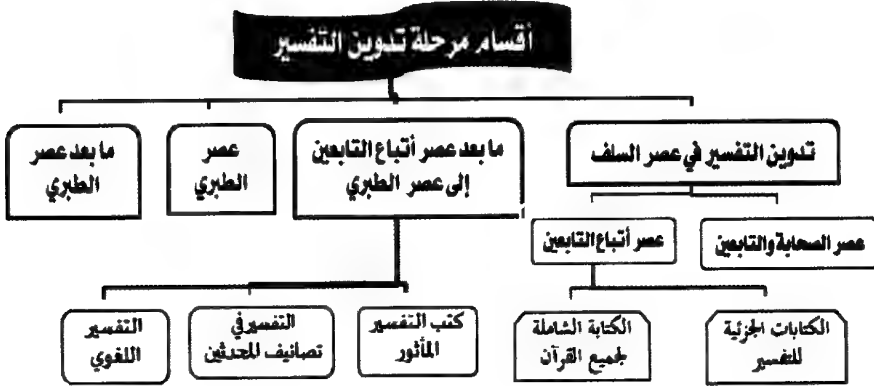 أقسام مرحلة تدوين التفسير
تدوين التفسير في عصر السلف
ما بعد عصر أتباع التابعين
إلى عصر الطبري
عصر
الطبري
ما بعد عصر
الطبري
عصر الصحابة والتابعين
عصر أتباع التابعين
الكتابات الجزئية
للتفسير
الكتابة الشاملة
لجميع القرآن
كتب التفسير
المأثور
التفسير في
تصانيف المحدثين
التفسير
اللغوي